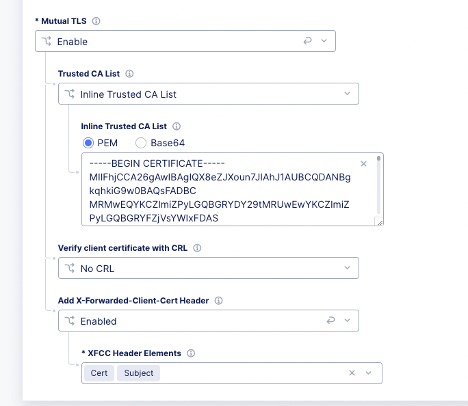 * Mutual TLS
Enable
Trusted CA List
Inline Trusted CA List
Inline Trusted CA List
PEM
Base64
-----BEGIN CERTIFICATE-----
MIIFhjCCA26gAwIBAgIQX8eZJXoun7JIAhJ1AUBCQDANBg
kqhkiG9w0BAQsFADBC
MRMwEQYKCZImiZPyLGQBGRYDY29tMRUwEwYKCZImiZ
PyLGQBGRYFZjVsYWIxFDAS
Verify client certificate with CRL
No CRL
Add X-Forwarded-Client-Cert Header
Enabled
* XFCC Header Elements
Cert Subject